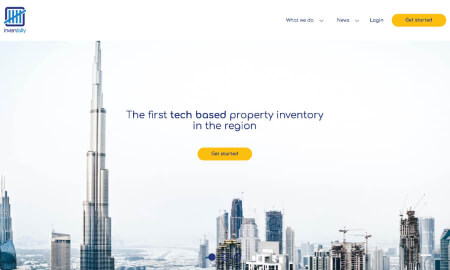 What we do
News
Login
Get started
inventally
The first tech based property inventory
in the region
Get started